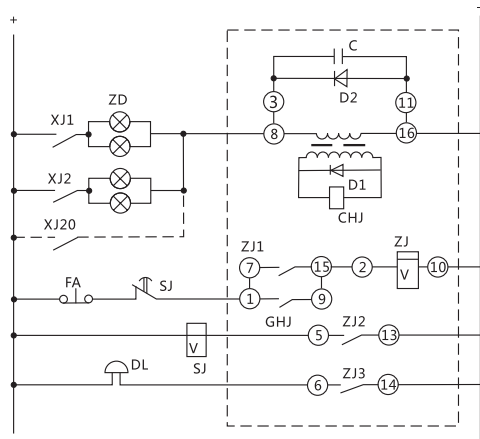 +
−
C
D2
3
11
XJ1
ZD
8
16
XJ2
D1
CHJ
XJ20
ZJ1
ZJ
7
15
2
V
10
FA
SJ
1
9
GHJ
V
SJ
5
ZJ2
13
DL
6
ZJ3
14